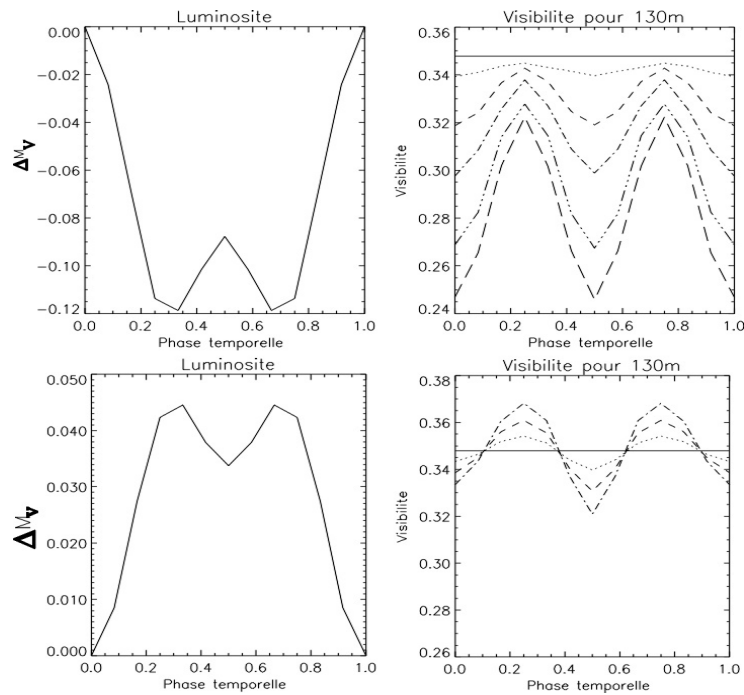 Luminosite
0.00
−0.02
−0.04
−0.06
−0.08
−0.10
−0.12
ΔMv
0.0 0.2 0.4 0.6 0.8 1.0
Phase temporelle
Visibilite pour 130m
0.36
0.34
0.32
0.30
0.28
0.26
0.24
Visibilite
0.0 0.2 0.4 0.6 0.8 1.0
Phase temporelle
Luminosite
0.050
0.040
0.030
0.020
0.010
0.000
ΔMv
0.0 0.2 0.4 0.6 0.8 1.0
Phase temporelle
Visibilite pour 130m
0.38
0.36
0.34
0.32
0.30
0.28
0.26
Visibilite
0.0 0.2 0.4 0.6 0.8 1.0
Phase temporelle